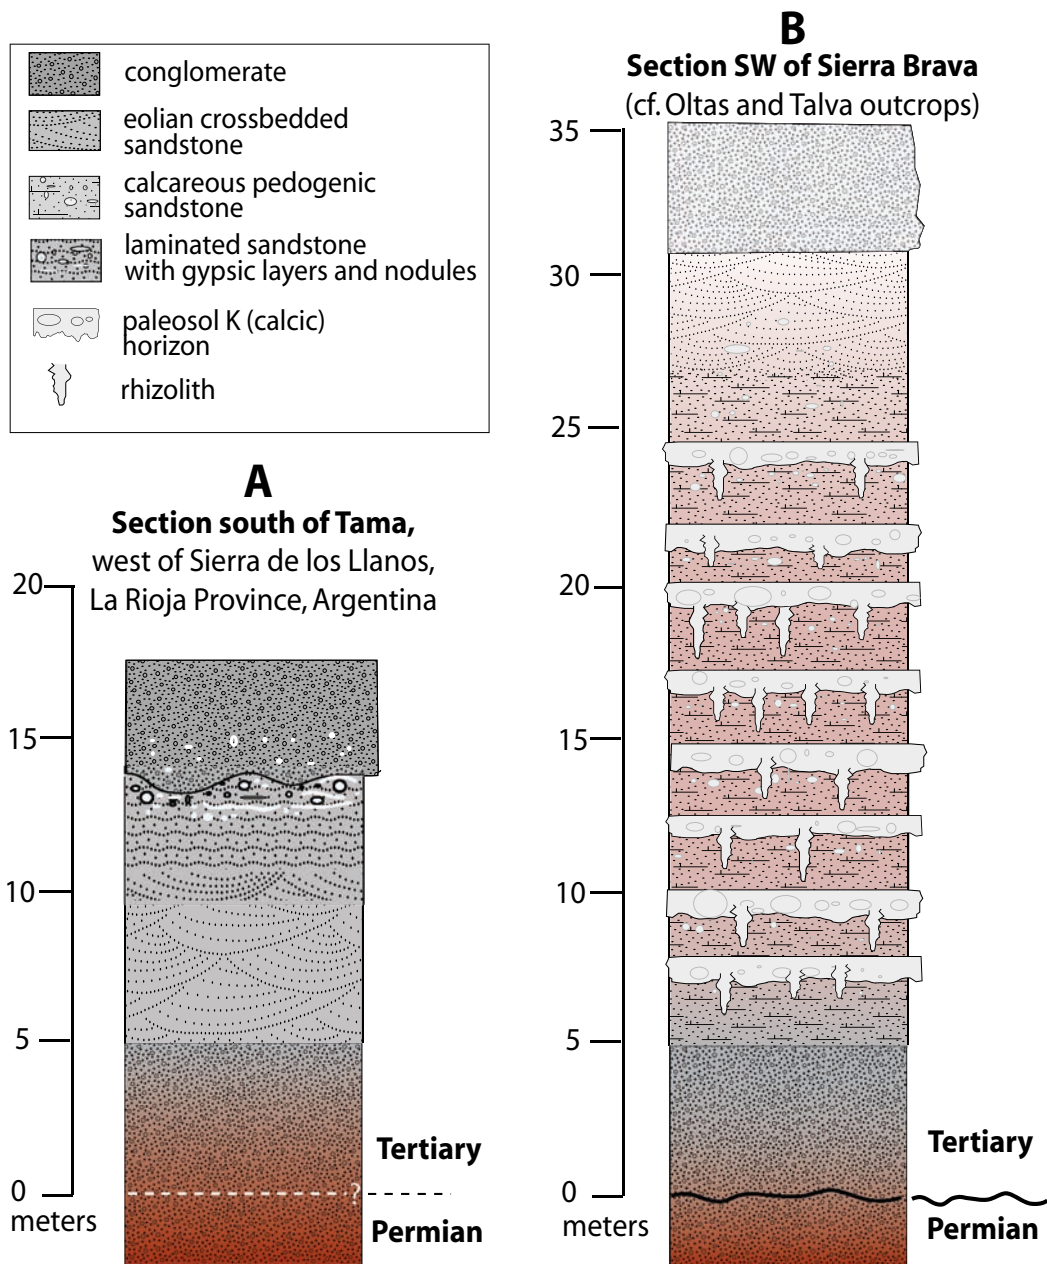 conglomerate
eolian crossbedded
sandstone
calcareous pedogenic
sandstone
laminated sandstone
with gypsic layers and nodules
paleosol K (calcic)
horizon
rhizolith
A
Section south of Tama,
west of Sierra de los Llanos,
La Rioja Province, Argentina
20
15
10
5
0
meters
?
Tertiary
Permian
B
Section SW of Sierra Brava
(cf. Oltas and Talva outcrops)
35
30
25
20
15
10
5
0
meters
Tertiary
Permian